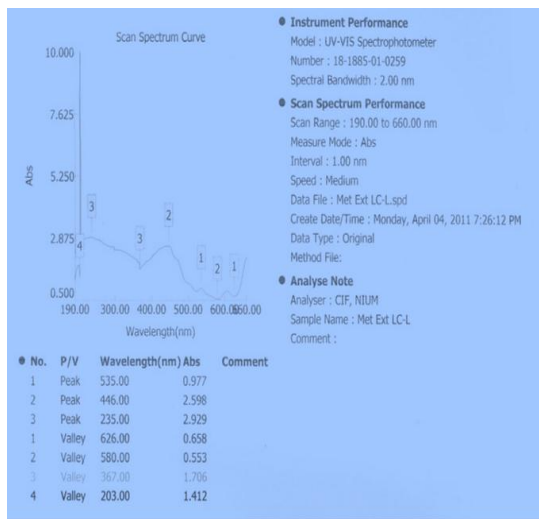 Scan Spectrum Curve
10.000
7.625
5.250
2.875
0.500
Abs
3
4
3
2
1
2
1
190.00 300.00 400.00 500.00 600.00 660.00
Wavelength(nm)
Instrument Performance
Model : UV-VIS Spectrophotometer
Number : 18-1885-01-0259
Spectral Bandwidth : 2.00 nm
Scan Spectrum Performance
Scan Range : 190.00 to 660.00 nm
Measure Mode : Abs
Interval : 1.00 nm
Speed : Medium
Data File : Met Ext LC-L.spd
Create Date/Time : Monday, April 04, 2011 7:26:12 PM
Data Type : Original
Method File:
Analyse Note
Analyser : CIF, NIUM
Sample Name : Met Ext LC-L
Comment :
No. P/V Wavelength(nm) Abs Comment
1 Peak 535.00 0.977
2 Peak 446.00 2.598
3 Peak 235.00 2.929
1 Valley 626.00 0.658
2 Valley 580.00 0.553
3 Valley 367.00 1.706
4 Valley 203.00 1.412